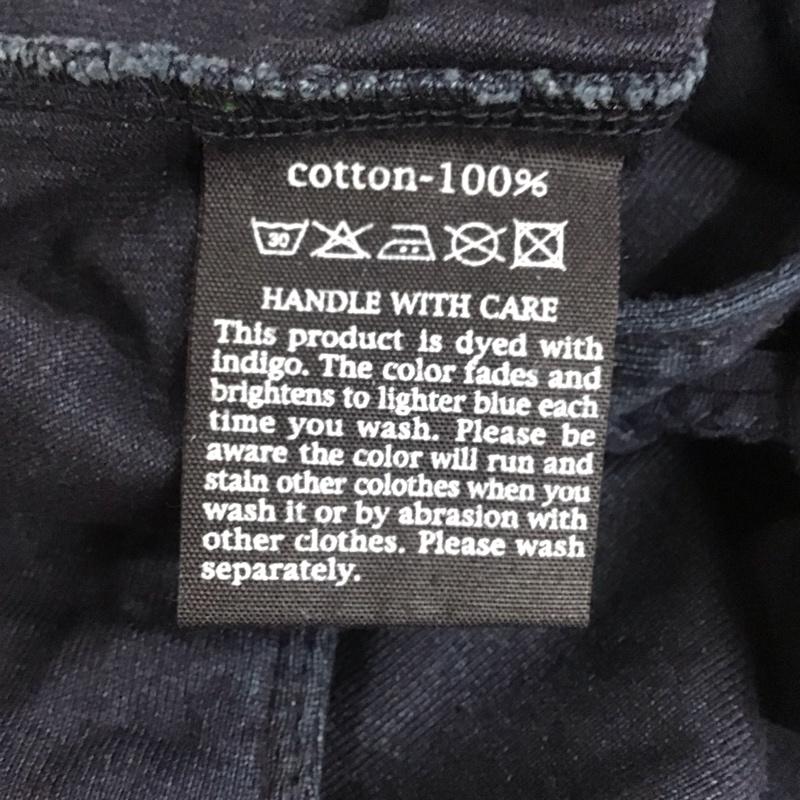 cotton-100%
30
HANDLE WITH CARE
This product is dyed with
indigo. The color fades and
brightens to lighter blue each
time you wash. Please be
aware the color will run and
stain other colothes when you
wash it or by abrasion with
other clothes. Please wash
separately.